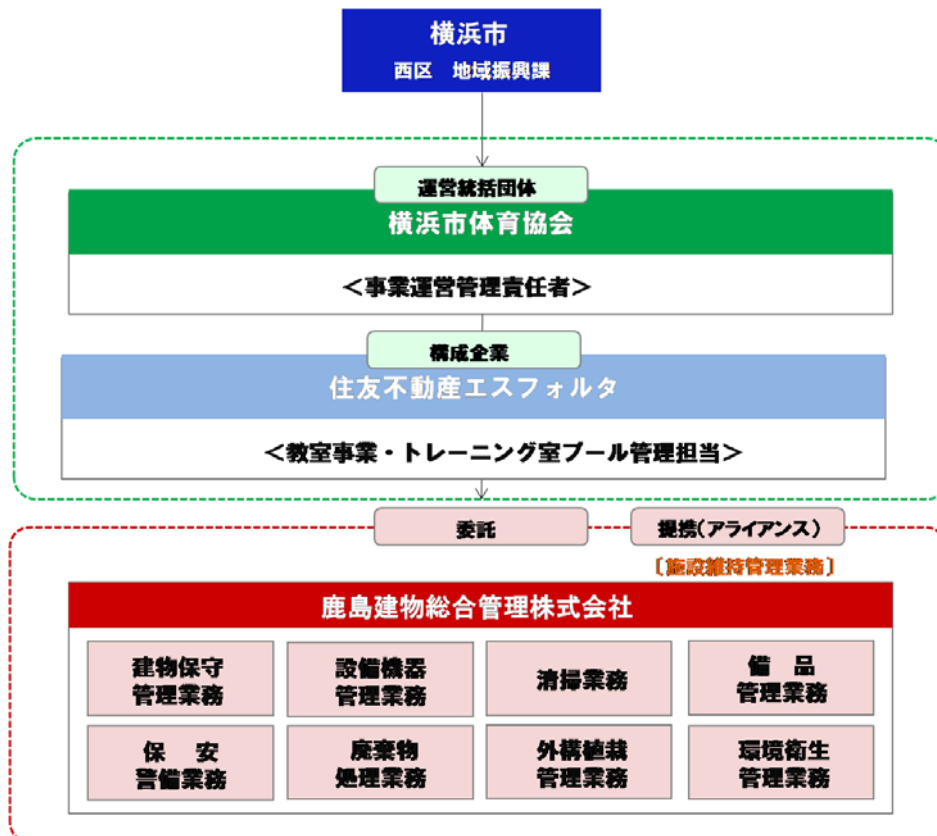 横浜市
西区 地域振興課
運営統括団体
横浜市体育協会
＜事業運営管理責任者＞
構成企業
住友不動産エスフォルタ
＜教室事業・トレーニング室プール管理担当＞
委託
提携（アライアンス）
〔施設維持管理業務〕
鹿島建物総合管理株式会社
建物保守
管理業務
設備機器
管理業務
清掃業務
備 品
管理業務
保 安
警備業務
廃棄物
処理業務
外構植栽
管理業務
環境衛生
管理業務